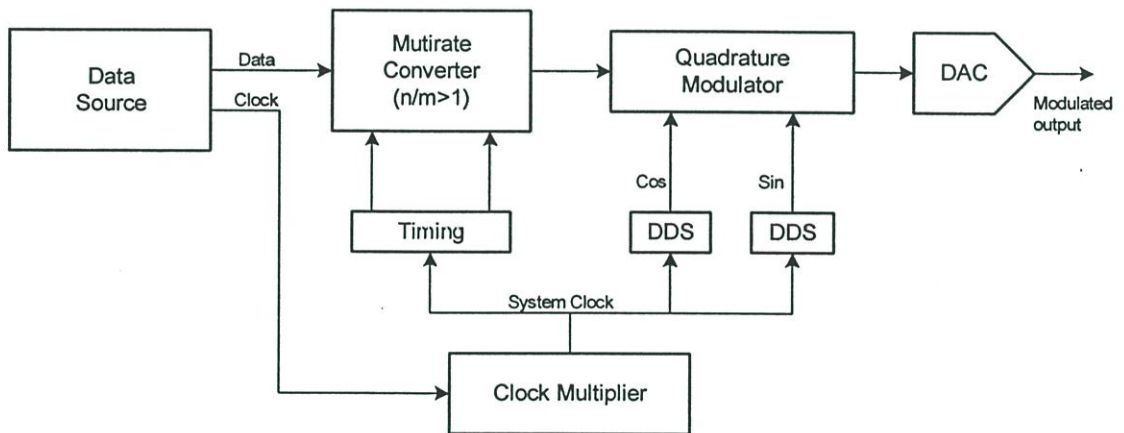 Data
Source
Data
Clock
Mutirate
Converter
(n/m>1)
Quadrature
Modulator
DAC
Modulated
output
Cos
Sin
Timing
DDS
DDS
System Clock
Clock Multiplier